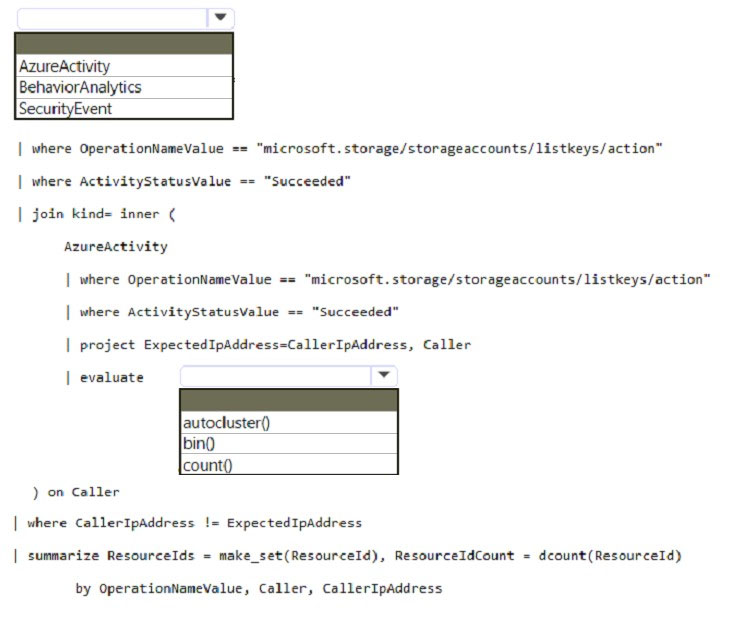 AzureActivity
BehaviorAnalytics
SecurityEvent
| where OperationNameValue == "microsoft.storage/storageaccounts/listkeys/action"
| where ActivityStatusValue == "Succeeded"
| join kind= inner (
AzureActivity
| where OperationNameValue == "microsoft.storage/storageaccounts/listkeys/action"
| where ActivityStatusValue == "Succeeded"
| project ExpectedIpAddress=CallerIpAddress, Caller
| evaluate
autocluster()
bin()
count()
) on Caller
| where CallerIpAddress != ExpectedIpAddress
| summarize ResourceIds = make_set(ResourceId), ResourceIdCount = dcount(ResourceId)
by OperationNameValue, Caller, CallerIpAddress